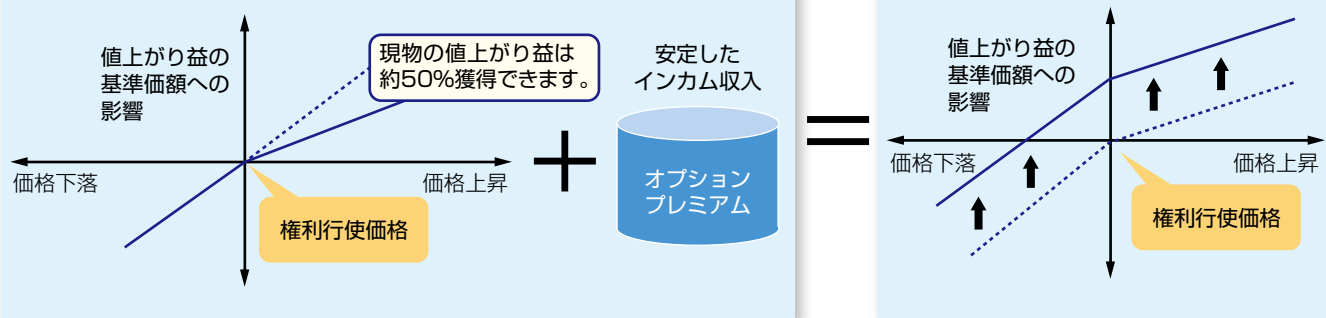 値上がり益の
基準価額への
影響
現物の値上がり益は
約50%獲得できます。
価格下落
価格上昇
権利行使価格
安定した
インカム収入
オプション
プレミアム
値上がり益の
基準価額への
影響
価格下落
価格上昇
権利行使価格